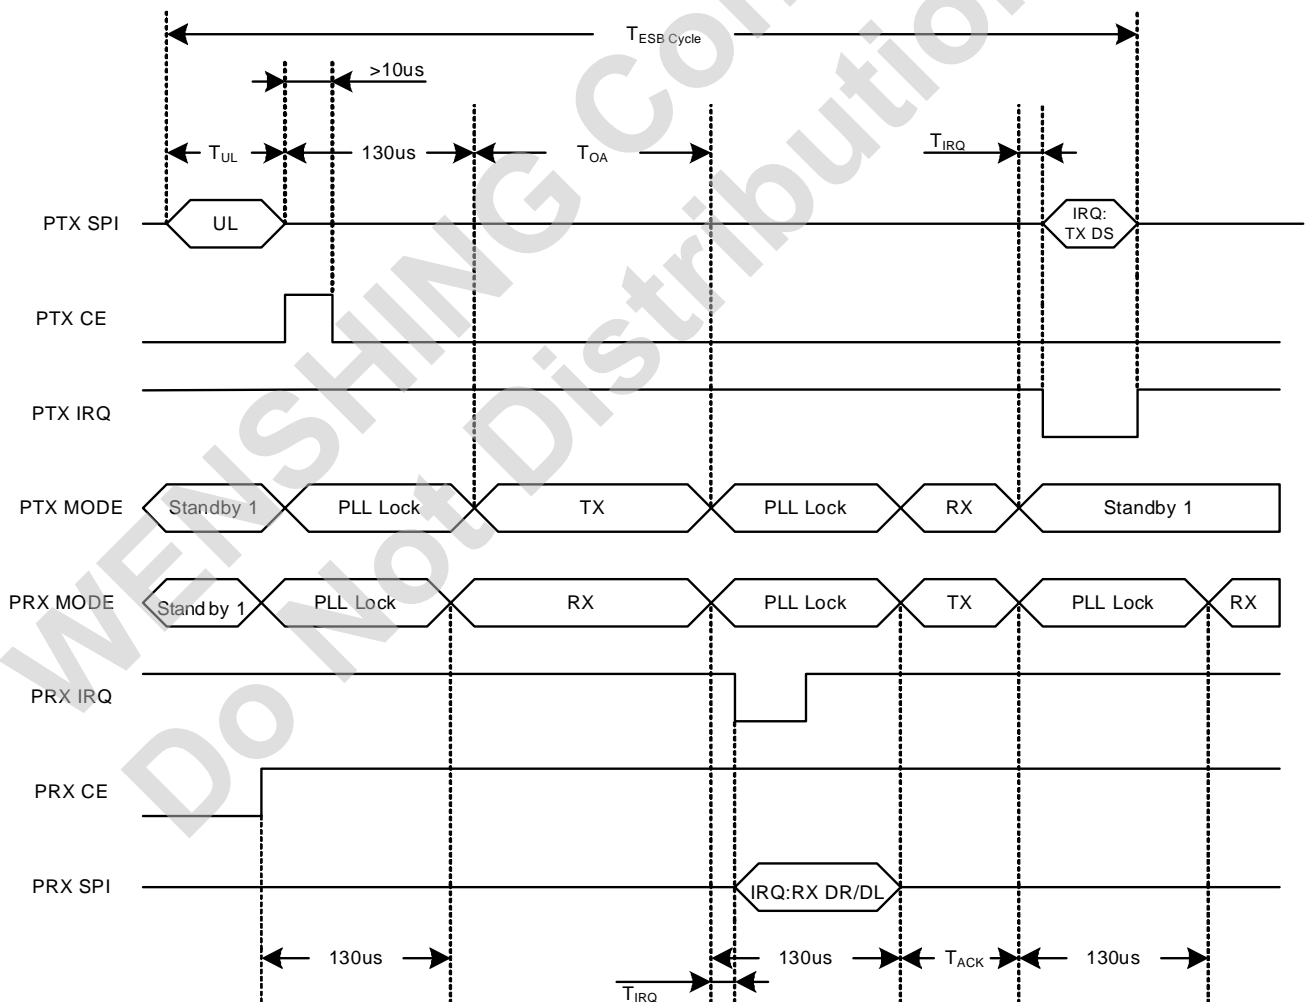 TESB Cycle
>10us
TUL
130us
TOA
TIRQ
PTX SPI
UL
IRQ:
TX DS
PTX CE
PTX IRQ
PTX MODE
Standby 1
PLL Lock
TX
PLL Lock
RX
Standby 1
PRX MODE
Standby 1
PLL Lock
RX
PLL Lock
TX
PLL Lock
RX
PRX IRQ
PRX CE
PRX SPI
IRQ:RX DR/DL
130us
130us
TACK
130us
TIRQ
WENSHING
Do Not Distribution